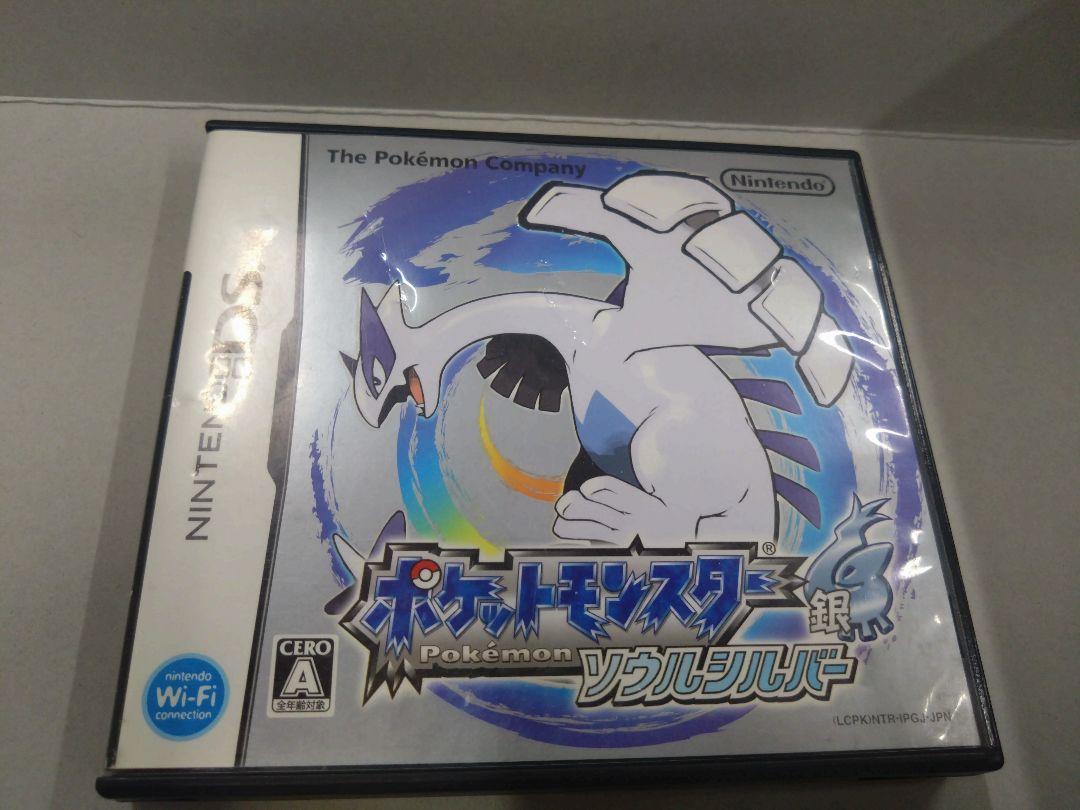 The Pokémon Company
Nintendo
NINTENDO DS
ポケットモンスター®
Pokémon
銀
ソウルシルバー
CERO
A
全年齢対象
nintendo
Wi-Fi
connection
(LCPK)NTR-IPGJ-JPN